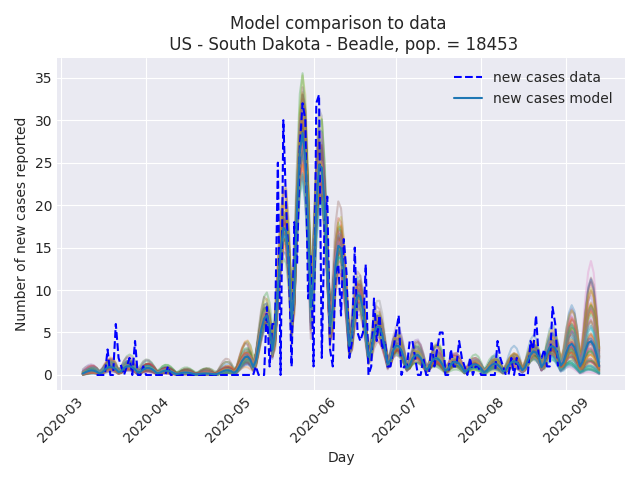 Model comparison to data
US - South Dakota - Beadle, pop. = 18453
new cases data
new cases model
Number of new cases reported
35
30
25
20
15
10
5
0
2020-03
2020-04
2020-05
2020-06
2020-07
2020-08
2020-09
Day